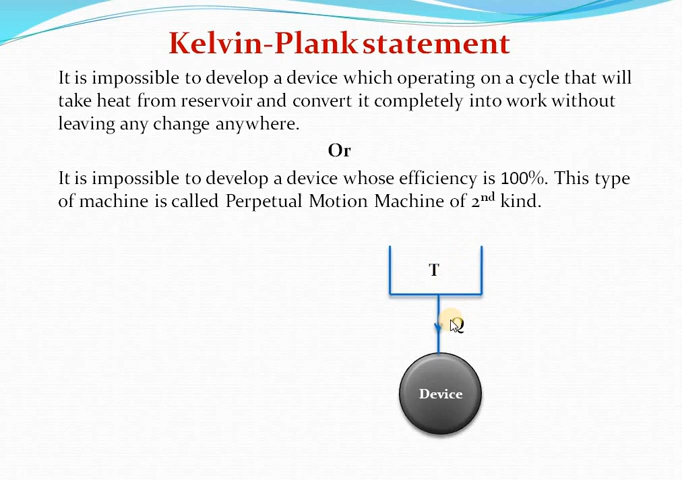 Kelvin-Plank statement
It is impossible to develop a device which operating on a cycle that will
take heat from reservoir and convert it completely into work without
leaving any change anywhere.
Or
It is impossible to develop a device whose efficiency is 100%. This type
of machine is called Perpetual Motion Machine of 2nd kind.
T
Q
Device